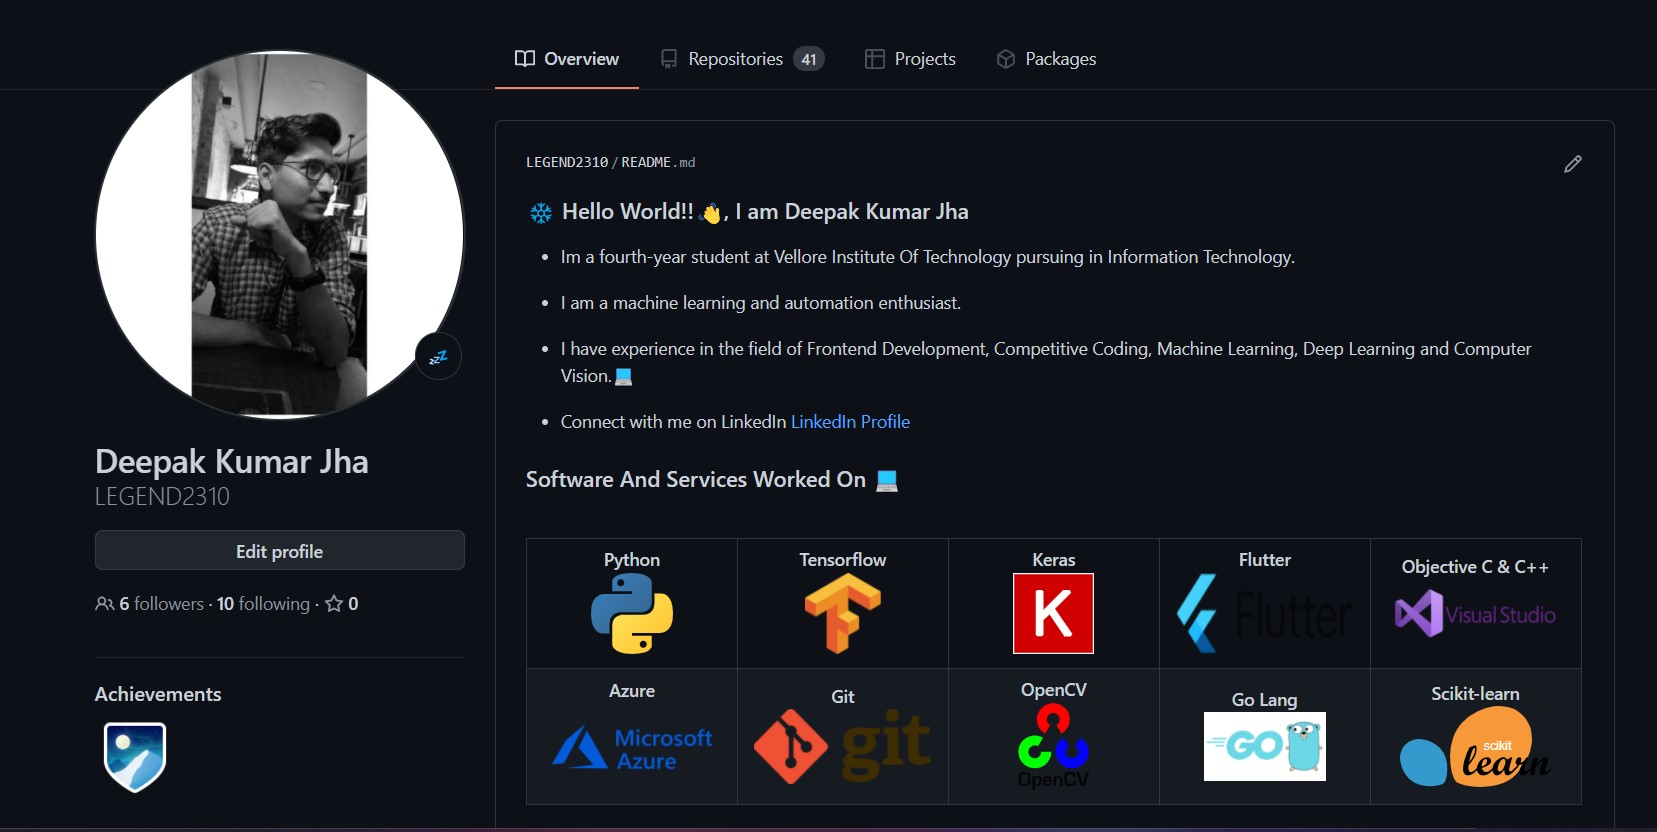 Overview
Repositories 41
Projects
Packages
zzZ
Deepak Kumar Jha
LEGEND2310
Edit profile
6 followers · 10 following · 0
Achievements
LEGEND2310/README.md
Hello World!! , I am Deepak Kumar Jha
Im a fourth-year student at Vellore Institute Of Technology pursuing in Information Technology.
I am a machine learning and automation enthusiast.
I have experience in the field of Frontend Development, Competitive Coding, Machine Learning, Deep Learning and Computer
Vision.
Connect with me on LinkedIn LinkedIn Profile
Software And Services Worked On
Python
Tensorflow
Keras
K
Flutter
Flutter
Objective C & C++
Visual Studio
Azure
Microsoft
Azure
Git
git
OpenCV
OpenCV
Go Lang
GO
Scikit-learn
scikit
learn